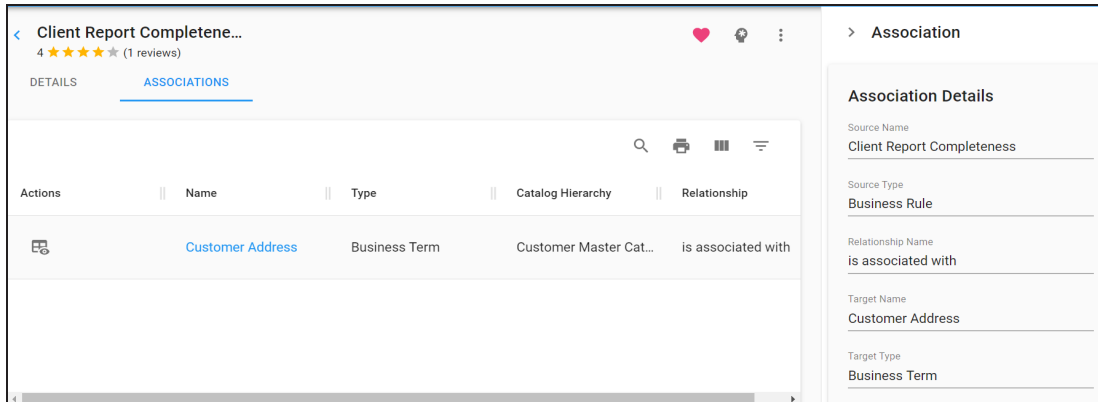 Client Report Completene...
4 (1 reviews)
DETAILS ASSOCIATIONS
Actions Name Type Catalog Hierarchy Relationship
Customer Address Business Term Customer Master Cat... is associated with
Association
Association Details
Source Name
Client Report Completeness
Source Type
Business Rule
Relationship Name
is associated with
Target Name
Customer Address
Target Type
Business Term